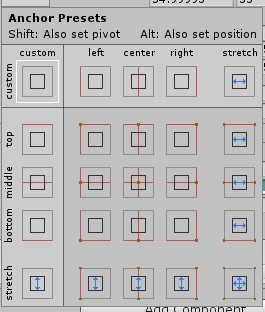 Anchor Presets
Shift: Also set pivot Alt: Also set position
custom left center right stretch
custom
top
middle
bottom
stretch
Add Component